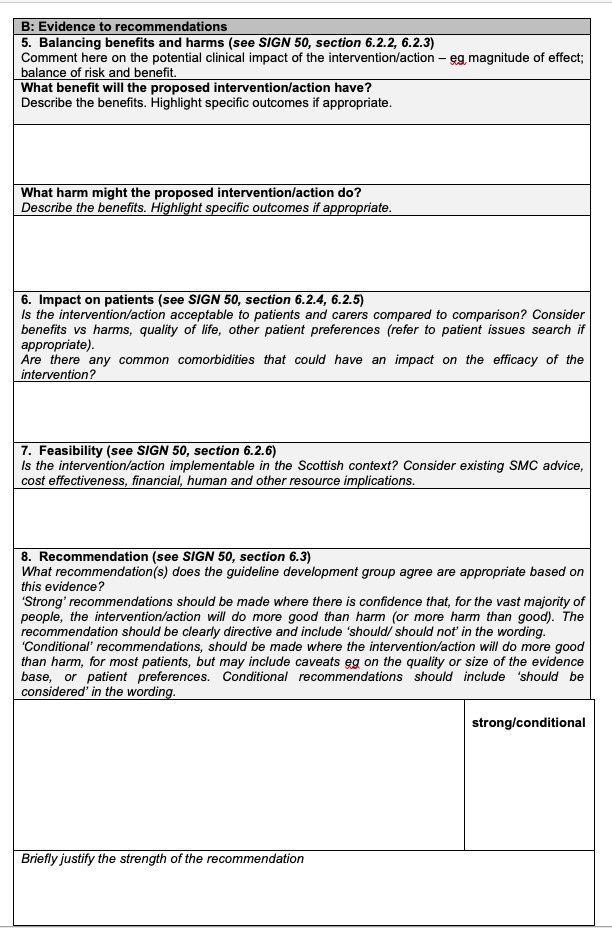 B: Evidence to recommendations
5. Balancing benefits and harms (see SIGN 50, section 6.2.2, 6.2.3)
Comment here on the potential clinical impact of the intervention/action – eg magnitude of effect;
balance of risk and benefit.
What benefit will the proposed intervention/action have?
Describe the benefits. Highlight specific outcomes if appropriate.
What harm might the proposed intervention/action do?
Describe the benefits. Highlight specific outcomes if appropriate.
6. Impact on patients (see SIGN 50, section 6.2.4, 6.2.5)
Is the intervention/action acceptable to patients and carers compared to comparison? Consider
benefits vs harms, quality of life, other patient preferences (refer to patient issues search if
appropriate).
Are there any common comorbidities that could have an impact on the efficacy of the
intervention?
7. Feasibility (see SIGN 50, section 6.2.6)
Is the intervention/action implementable in the Scottish context? Consider existing SMC advice,
cost effectiveness, financial, human and other resource implications.
8. Recommendation (see SIGN 50, section 6.3)
What recommendation(s) does the guideline development group agree are appropriate based on
this evidence?
‘Strong’ recommendations should be made where there is confidence that, for the vast majority of
people, the intervention/action will do more good than harm (or more harm than good). The
recommendation should be clearly directive and include ‘should/ should not’ in the wording.
‘Conditional’ recommendations, should be made where the intervention/action will do more good
than harm, for most patients, but may include caveats eg on the quality or size of the evidence
base, or patient preferences. Conditional recommendations should include ‘should be
considered’ in the wording.
strong/conditional
Briefly justify the strength of the recommendation